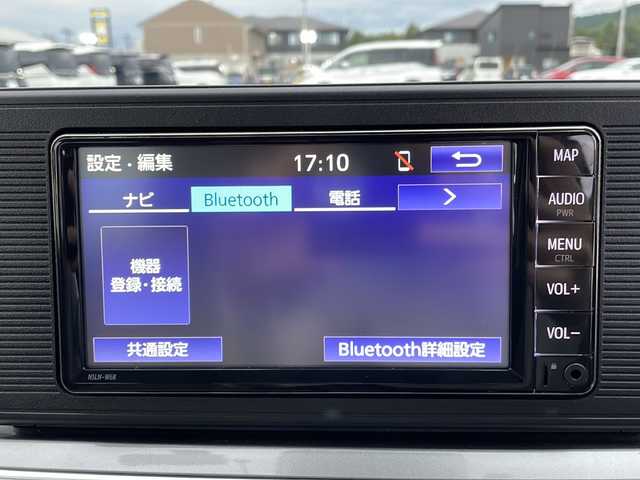 設定・編集 17:10
ナビ Bluetooth 電話
機器
登録・接続
共通設定 Bluetooth詳細設定
NSLN-W68
MAP
AUDIO
PWR
MENU
CTRL
VOL+
VOL−